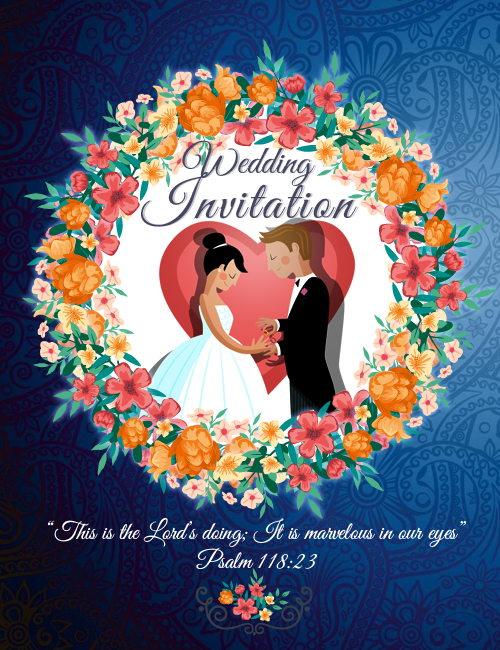 Wedding
Invitation
“This is the Lord's doing; It is marvelous in our eyes”
Psalm 118:23